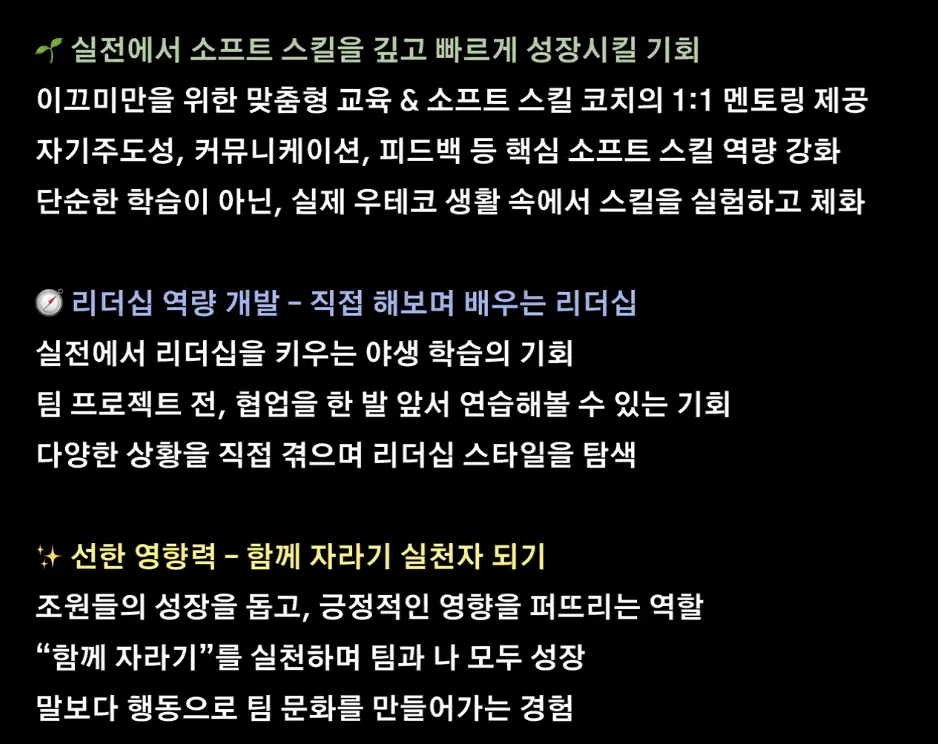 🌱 실전에서 소프트 스킬을 깊고 빠르게 성장시킬 기회
이끄미만을 위한 맞춤형 교육 & 소프트 스킬 코치의 1:1 멘토링 제공
자기주도성, 커뮤니케이션, 피드백 등 핵심 소프트 스킬 역량 강화
단순한 학습이 아닌, 실제 우테코 생활 속에서 스킬을 실험하고 체화
🧭 리더십 역량 개발 – 직접 해보며 배우는 리더십
실전에서 리더십을 키우는 야생 학습의 기회
팀 프로젝트 전, 협업을 한 발 앞서 연습해볼 수 있는 기회
다양한 상황을 직접 겪으며 리더십 스타일을 탐색
✨ 선한 영향력 – 함께 자라기 실천자 되기
조원들의 성장을 돕고, 긍정적인 영향을 퍼뜨리는 역할
“함께 자라기”를 실천하며 팀과 나 모두 성장
말보다 행동으로 팀 문화를 만들어가는 경험